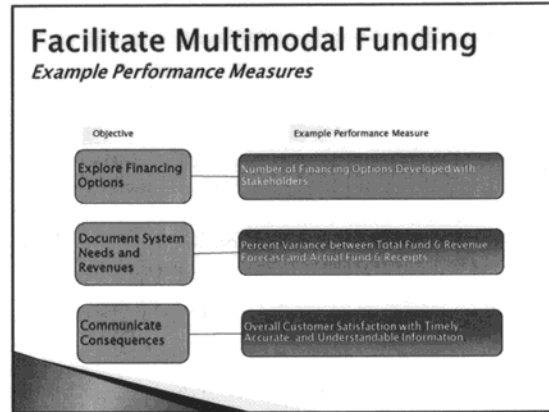 Facilitate Multimodal Funding
Example Performance Measures
Objective
Example Performance Measure
Explore Financing
Options
Number of Financing Options Developed with
Stakeholders
Document System
Needs and
Revenues
Percent Variance between Total Fund & Revenue
Forecast and Actual Fund & Receipts
Communicate
Consequences
Overall Customer Satisfaction with Timely,
Accurate, and Understandable Information